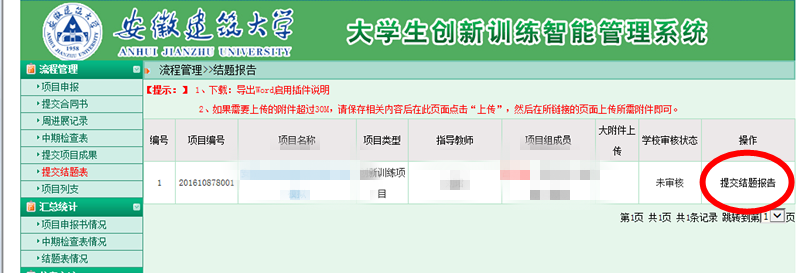 安徽建筑大学
ANHUI JIANZHU UNIVERSITY
1958
大学生创新训练智能管理系统
流程管理
项目申报
提交合同书
周进展记录
中期检查表
提交项目成果
提交结题表
项目列支
汇总统计
项目申报书情况
中期检查表情况
结题表情况
流程管理>>结题报告
【提示：】 1、下载：导出Word启用插件说明
2、如果需要上传的附件超过30M，请保存相关内容后在此页面点击“上传”，然后在所链接的页面上传所需附件即可。
编号 项目编号 项目名称 项目类型 指导教师 项目组成员 大附件上传 学校审核状态 操作
1 201610878001 新训练项目 未审核 提交结题报告
第1页 共1页 共1条记录 跳转到第 1 页